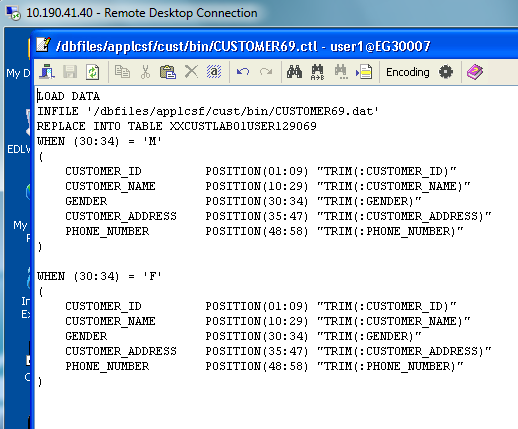 10.190.41.40 - Remote Desktop Connection
/dbfiles/applcsf/cust/bin/CUSTOMER69.ctl - user1@EG30007
My D
Encoding
LOAD DATA
INFILE '/dbfiles/applcsf/cust/bin/CUSTOMER69.dat'
REPLACE INTO TABLE XXCUSTLAB01USER129069
WHEN (30:34) = 'M'
(
CUSTOMER_ID POSITION(01:09) "TRIM(:CUSTOMER_ID)"
CUSTOMER_NAME POSITION(10:29) "TRIM(:CUSTOMER_NAME)"
GENDER POSITION(30:34) "TRIM(:GENDER)"
CUSTOMER_ADDRESS POSITION(35:47) "TRIM(:CUSTOMER_ADDRESS)"
PHONE_NUMBER POSITION(48:58) "TRIM(:PHONE_NUMBER)"
)
WHEN (30:34) = 'F'
(
CUSTOMER_ID POSITION(01:09) "TRIM(:CUSTOMER_ID)"
CUSTOMER_NAME POSITION(10:29) "TRIM(:CUSTOMER_NAME)"
GENDER POSITION(30:34) "TRIM(:GENDER)"
CUSTOMER_ADDRESS POSITION(35:47) "TRIM(:CUSTOMER_ADDRESS)"
PHONE_NUMBER POSITION(48:58) "TRIM(:PHONE_NUMBER)"
)
EDLW
My
In
Ex